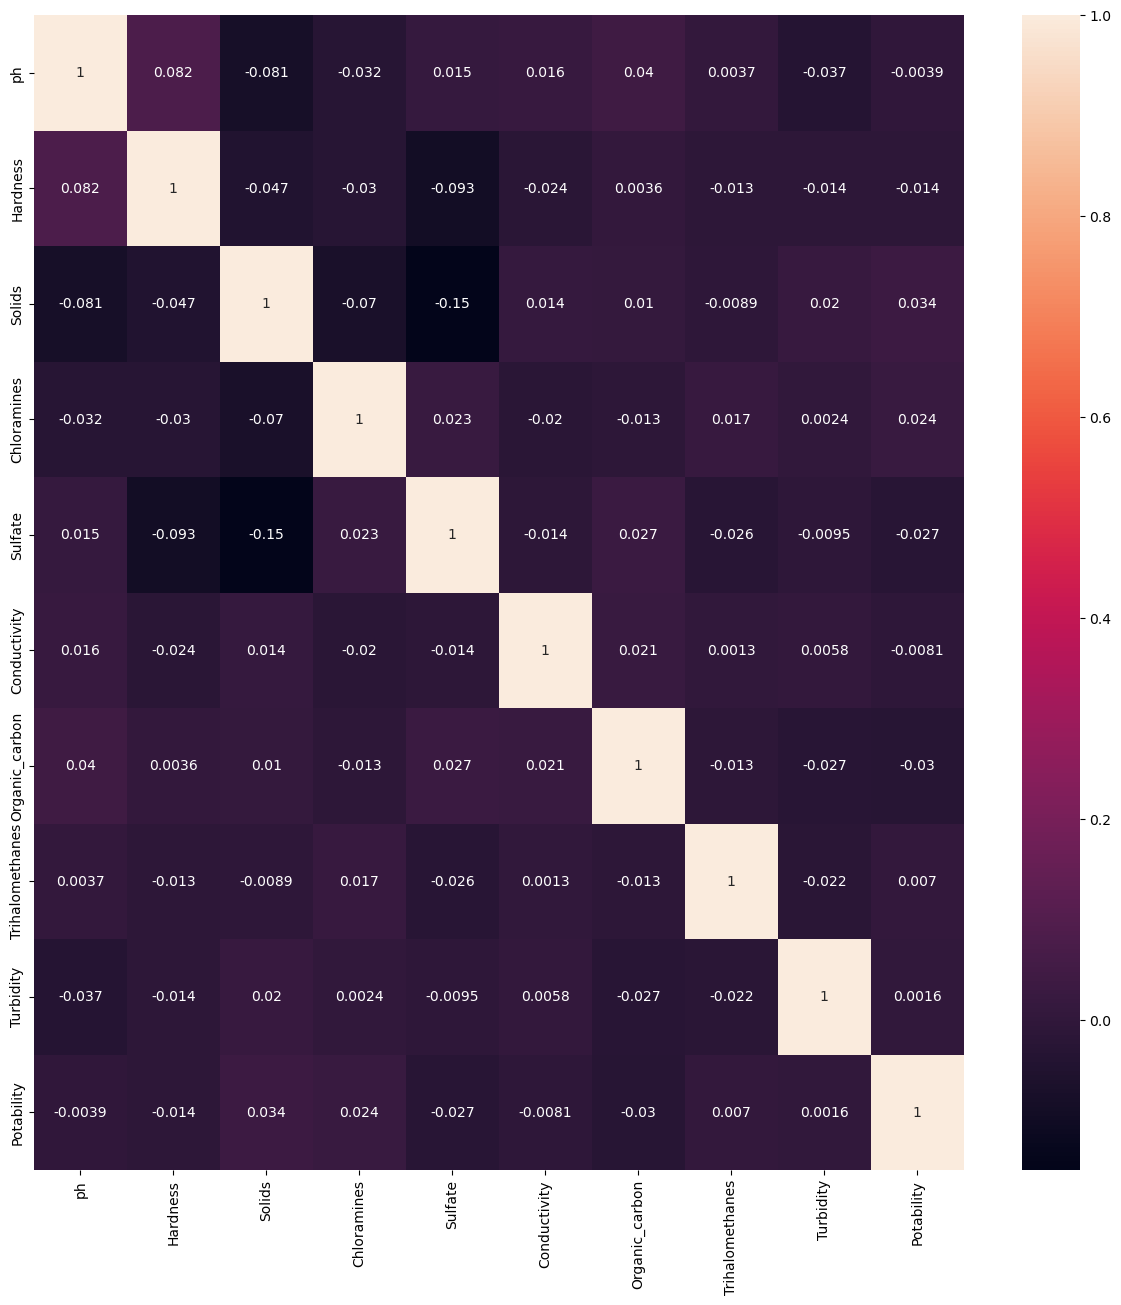 ph 1 0.082 -0.081 -0.032 0.015 0.016 0.04 0.0037 -0.037 -0.0039
Hardness 0.082 1 -0.047 -0.03 -0.093 -0.024 0.0036 -0.013 -0.014 -0.014
Solids -0.081 -0.047 1 -0.07 -0.15 0.014 0.01 -0.0089 0.02 0.034
Chloramines -0.032 -0.03 -0.07 1 0.023 -0.02 -0.013 0.017 0.0024 0.024
Sulfate 0.015 -0.093 -0.15 0.023 1 -0.014 0.027 -0.026 -0.0095 -0.027
Conductivity 0.016 -0.024 0.014 -0.02 -0.014 1 0.021 0.0013 0.0058 -0.0081
Organic_carbon 0.04 0.0036 0.01 -0.013 0.027 0.021 1 -0.013 -0.027 -0.03
Trihalomethanes 0.0037 -0.013 -0.0089 0.017 -0.026 0.0013 -0.013 1 -0.022 0.007
Turbidity -0.037 -0.014 0.02 0.0024 -0.0095 0.0058 -0.027 -0.022 1 0.0016
Potability -0.0039 -0.014 0.034 0.024 -0.027 -0.0081 -0.03 0.007 0.0016 1
ph Hardness Solids Chloramines Sulfate Conductivity Organic_carbon Trihalomethanes Turbidity Potability
1.0
0.8
0.6
0.4
0.2
0.0